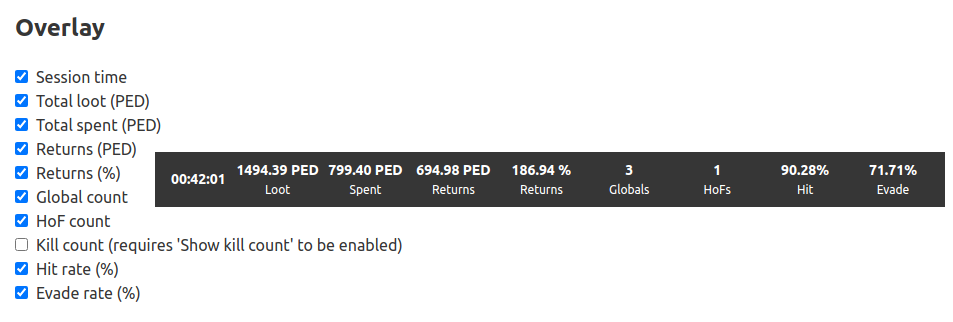 Overlay
Session time
Total loot (PED)
Total spent (PED)
Returns (PED)
Returns (%)
Global count
HoF count
Kill count (requires 'Show kill count' to be enabled)
Hit rate (%)
Evade rate (%)
00:42:01
1494.39 PED 799.40 PED 694.98 PED 186.94 % 3 1 90.28% 71.71%
Loot Spent Returns Returns Globals HoFs Hit Evade